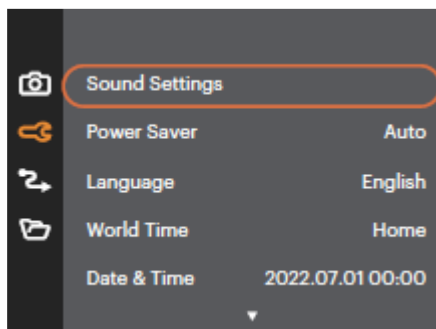 Sound Settings
Power Saver Auto
Language English
World Time Home
Date & Time 2022.07.01 00:00